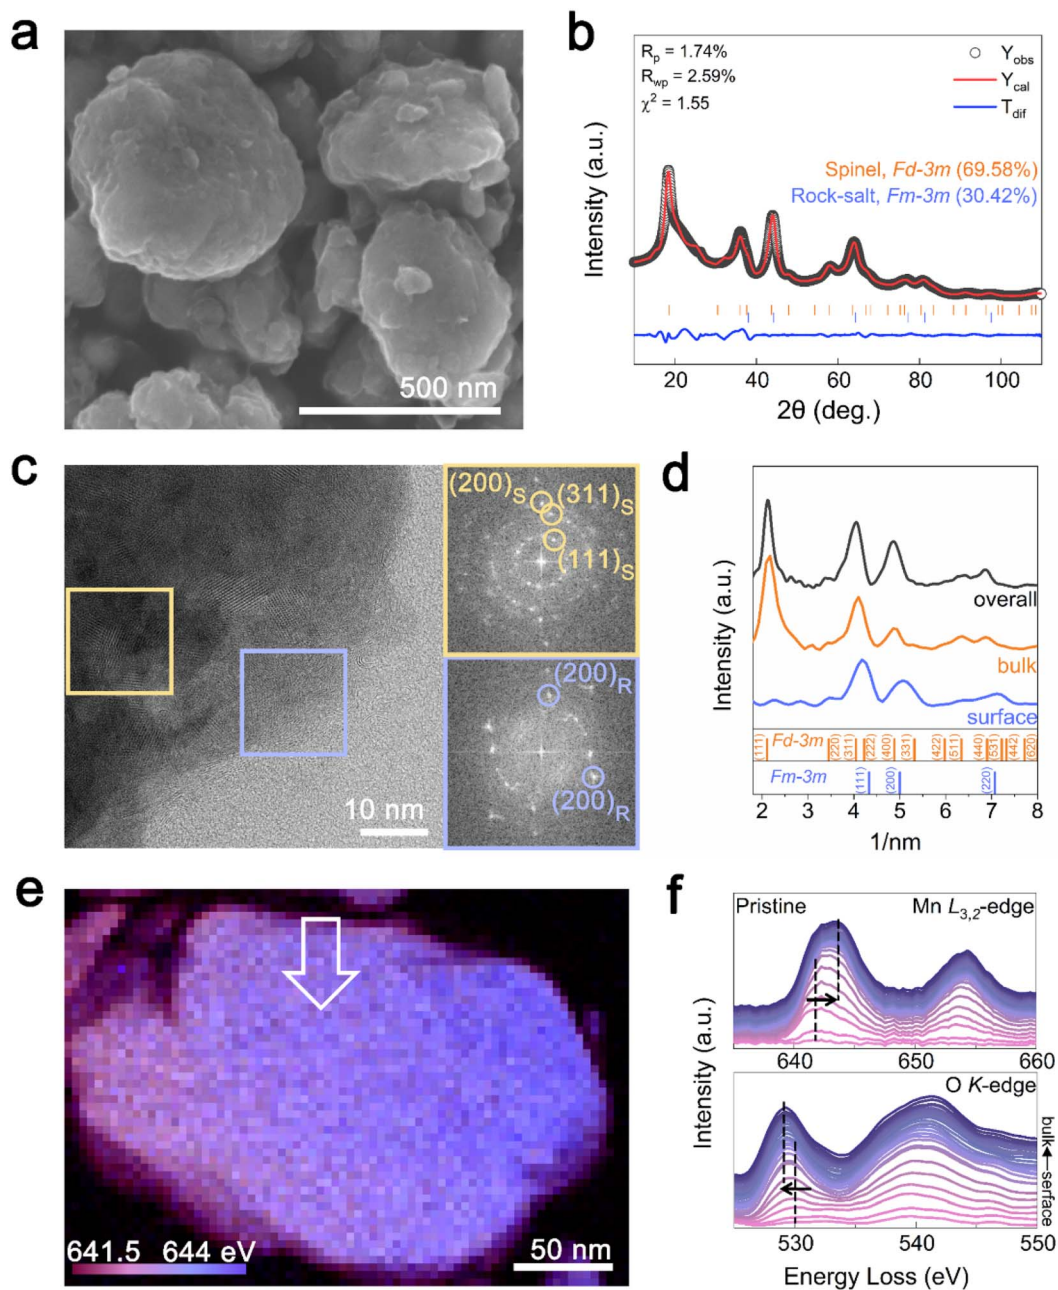 a
500 nm
b
Rp = 1.74%
Rwp = 2.59%
χ² = 1.55
Yobs
Ycal
Tdif
Spinel, Fd-3m (69.58%)
Rock-salt, Fm-3m (30.42%)
Intensity (a.u.)
20 40 60 80 100
2θ (deg.)
c
10 nm
(200)S (311)S
(111)S
(200)R
(200)R
d
Intensity (a.u.)
overall
bulk
surface
(111) Fd-3m (220) (311) (222) (400) (331) (422) (511) (440) (531) (442) (620)
Fm-3m (111) (200) (220)
2 3 4 5 6 7 8
1/nm
e
641.5 644 eV
50 nm
f
Pristine Mn L3,2-edge
640 650 660
O K-edge
Intensity (a.u.)
bulk serface
530 540 550
Energy Loss (eV)